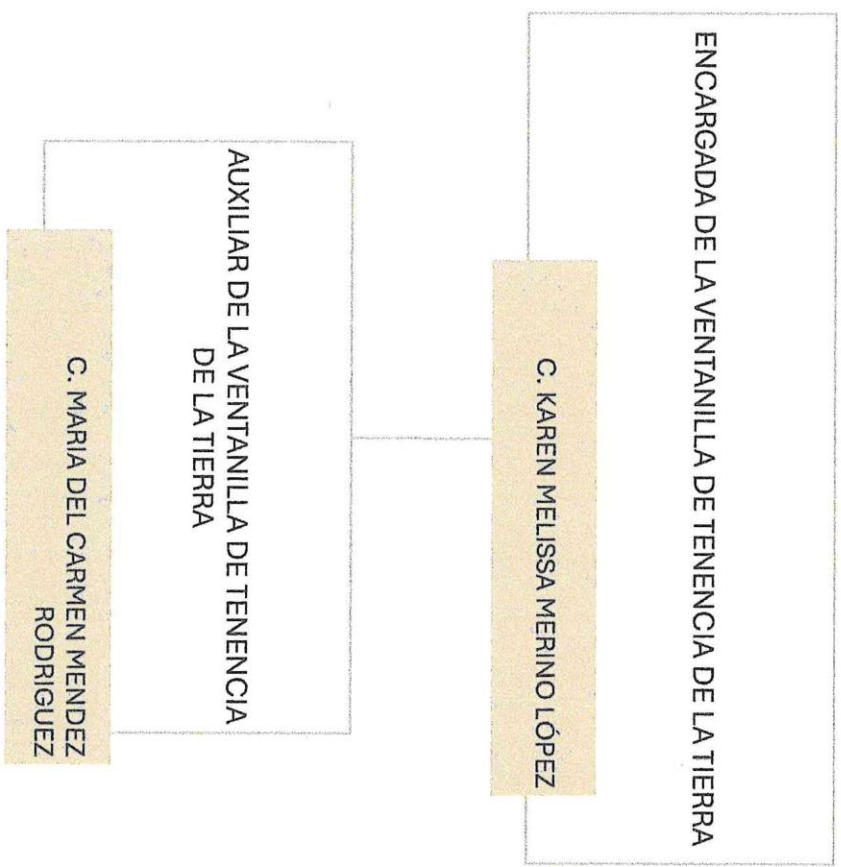 ENCARGADA DE LA VENTANILLA DE TENENCIA DE LA TIERRA
C. KAREN MELISSA MERINO LÓPEZ
AUXILIAR DE LA VENTANILLA DE TENENCIA
DE LA TIERRA
C. MARIA DEL CARMEN MENDEZ
RODRIGUEZ